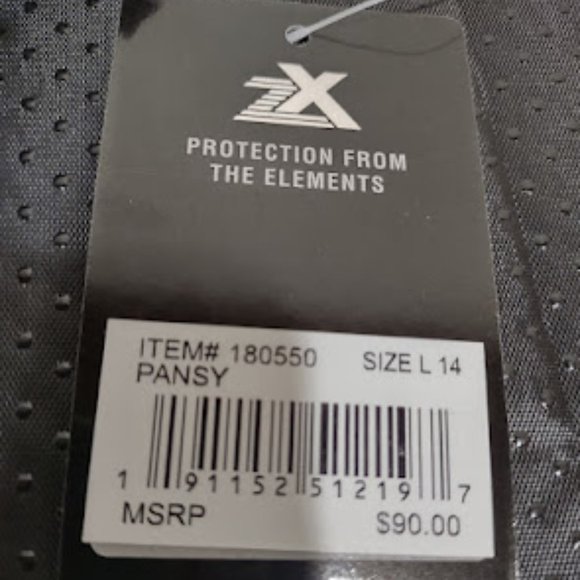 ZX
PROTECTION FROM
THE ELEMENTS
ITEM# 180550 SIZE L 14
PANSY
1 91152 51219 7
MSRP $90.00